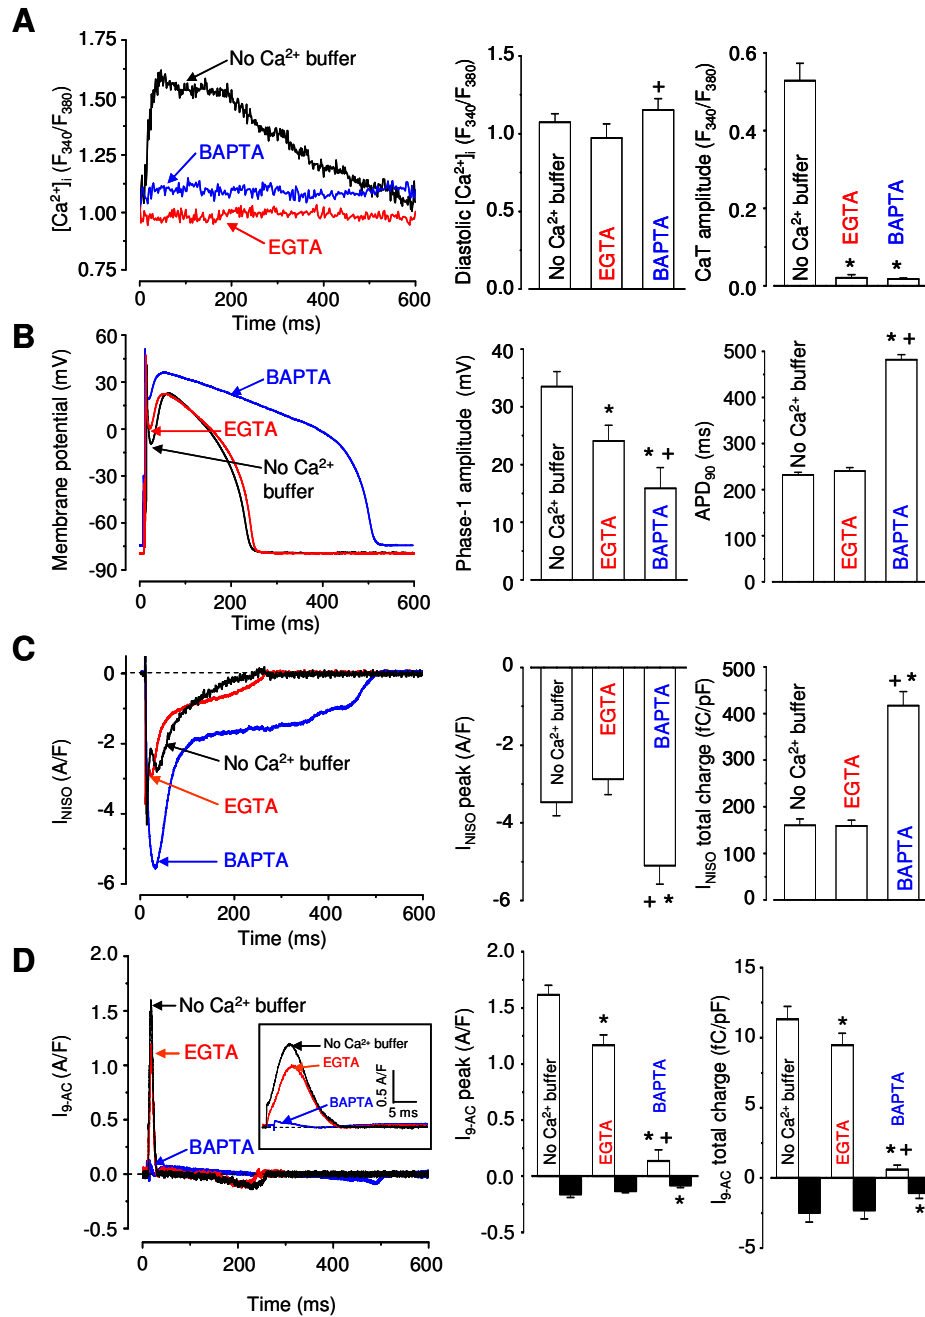 A
1.75
1.50
1.25
1.00
0.75
[Ca²⁺]ᵢ (F₃₄₀/F₃₈₀)
No Ca²⁺ buffer
BAPTA
EGTA
0
200
400
600
Time (ms)
1.5
1.0
0.5
0.0
Diastolic [Ca²⁺]ᵢ (F₃₄₀/F₃₈₀)
No Ca²⁺ buffer
EGTA
BAPTA
+
0.6
0.4
0.2
0.0
CaT amplitude (F₃₄₀/F₃₈₀)
No Ca²⁺ buffer
EGTA
BAPTA
*
*
B
60
30
0
-30
-60
-90
Membrane potential (mV)
BAPTA
EGTA
No Ca²⁺
buffer
0
200
400
600
Time (ms)
40
30
20
10
0
Phase-1 amplitude (mV)
No Ca²⁺ buffer
EGTA
BAPTA
*
* +
500
400
300
200
100
0
APD₉₀ (ms)
No Ca²⁺ buffer
EGTA
BAPTA
* +
C
0
-2
-4
-6
I_NISO (A/F)
No Ca²⁺ buffer
EGTA
BAPTA
0
200
400
600
Time (ms)
0
-2
-4
-6
I_NISO peak (A/F)
No Ca²⁺ buffer
EGTA
BAPTA
+ *
500
400
300
200
100
0
I_NISO total charge (fC/pF)
No Ca²⁺ buffer
EGTA
BAPTA
+ *
D
2.0
1.5
1.0
0.5
0.0
-0.5
I_9-AC (A/F)
No Ca²⁺ buffer
EGTA
BAPTA
No Ca²⁺ buffer
EGTA
BAPTA
0.5 A/F
5 ms
0
200
400
600
Time (ms)
2.0
1.5
1.0
0.5
0.0
-0.5
I_9-AC peak (A/F)
No Ca²⁺ buffer
EGTA
BAPTA
*
* +
*
15
10
5
0
-5
I_9-AC total charge (fC/pF)
No Ca²⁺ buffer
EGTA
BAPTA
*
* +
*